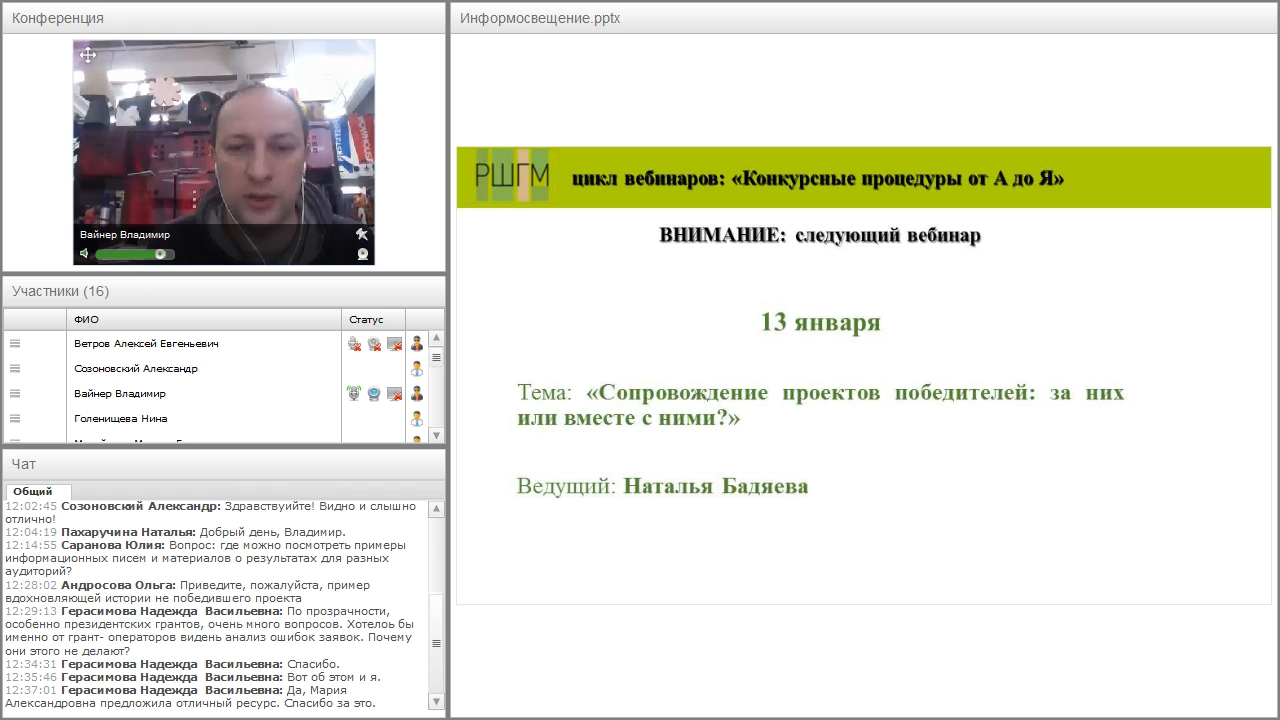 Конференция
Вайнер Владимир
Участники (16)
ФИО
Статус
Ветров Алексей Евгеньевич
Созоновский Александр
Вайнер Владимир
Голенищева Нина
Чат
Общий
12:02:45 Созоновский Александр: Здравствуийте! Видно и слышно
отлично!
12:04:19 Пахаручина Наталья: Добрый день, Владимир.
12:14:55 Саранова Юлия: Вопрос: где можно посмотреть примеры
информационных писем и материалов о результатах для разных
аудиторий?
12:28:02 Андросова Ольга: Приведите, пожалуйста, пример
вдохновляющей истории не победившего проекта
12:29:13 Герасимова Надежда Васильевна: По прозрачности,
особенно президентских грантов, очень много вопросов. Хотелоь бы
именно от грант- операторов видень анализ ошибок заявок. Почему
они этого не делают?
12:34:31 Герасимова Надежда Васильевна: Спасибо.
12:35:46 Герасимова Надежда Васильевна: Вот об этом и я.
12:37:01 Герасимова Надежда Васильевна: Да, Мария
Александровна предложила отличный ресурс. Спасибо за это.
Информосвещение.pptx
РШГМ
цикл вебинаров: «Конкурсные процедуры от А до Я»
ВНИМАНИЕ: следующий вебинар
13 января
Тема: «Сопровождение проектов победителей: за них
или вместе с ними?»
Ведущий: Наталья Бадяева